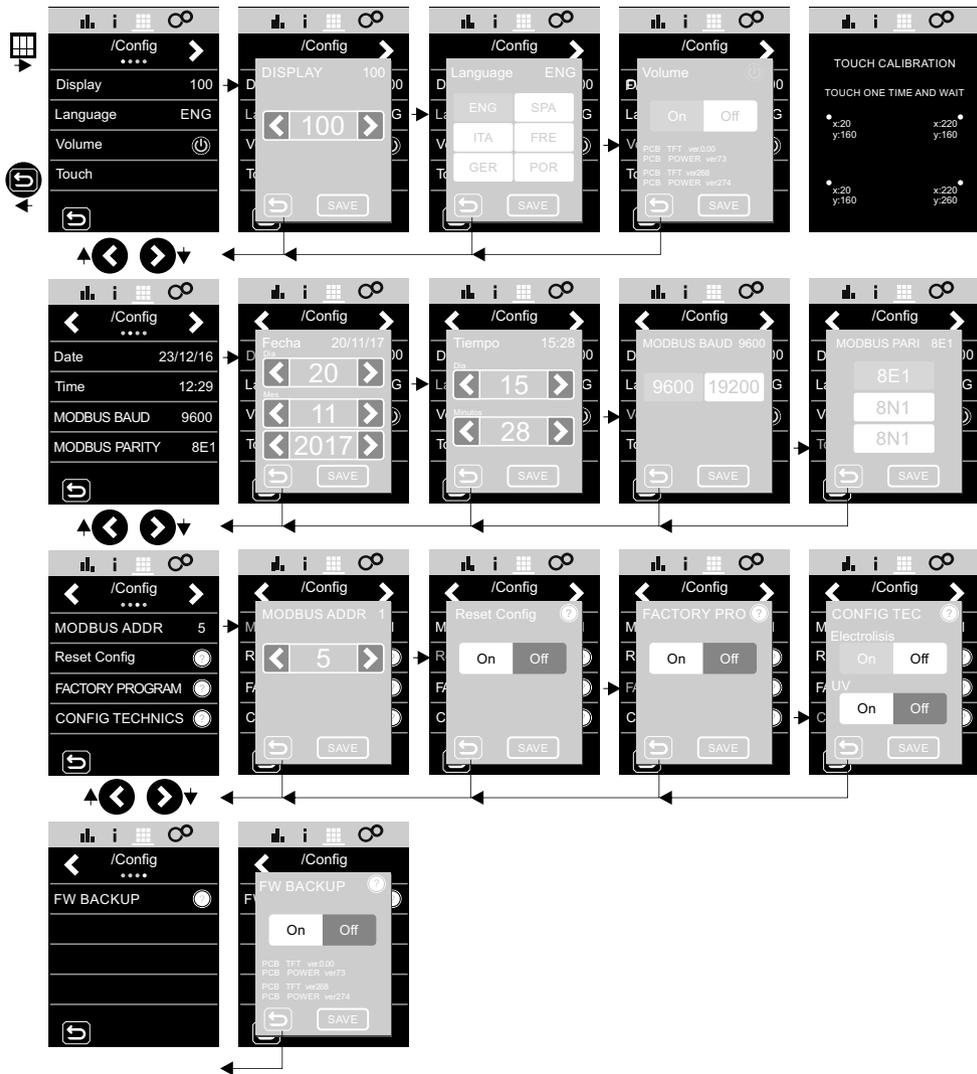 /Config
Display 100
Language ENG
Volume
Touch
/Config
DISPLAY 100
100
SAVE
/Config
Language ENG
ENG SPA
ITA FRE
GER POR
SAVE
/Config
Volume
On Off
PCB TFT ver.0.00
PCB POWER ver73
PCB TFT ver268
PCB POWER ver274
SAVE
TOUCH CALIBRATION
TOUCH ONE TIME AND WAIT
x:20 x:220
y:160 y:160
x:20 x:220
y:160 y:260
/Config
Date 23/12/16
Time 12:29
MODBUS BAUD 9600
MODBUS PARITY 8E1
/Config
Fecha 20/11/17
Dia
20
Mes
11
2017
SAVE
/Config
Tiempo 15:28
Dia
15
Minutos
28
SAVE
/Config
MODBUS BAUD 9600
9600 19200
SAVE
/Config
MODBUS PARI 8E1
8E1
8N1
8N1
SAVE
/Config
MODBUS ADDR 5
Reset Config ?
FACTORY PROGRAM ?
CONFIG TECHNICS ?
/Config
MODBUS ADDR 1
5
SAVE
/Config
Reset Config ?
On Off
SAVE
/Config
FACTORY PRO ?
On Off
SAVE
/Config
CONFIG TEC ?
Electrolisis
On Off
UV
On Off
SAVE
/Config
FW BACKUP ?
/Config
FW BACKUP ?
On Off
PCB TFT ver.0.00
PCB POWER ver73
PCB TFT ver268
PCB POWER ver274
SAVE